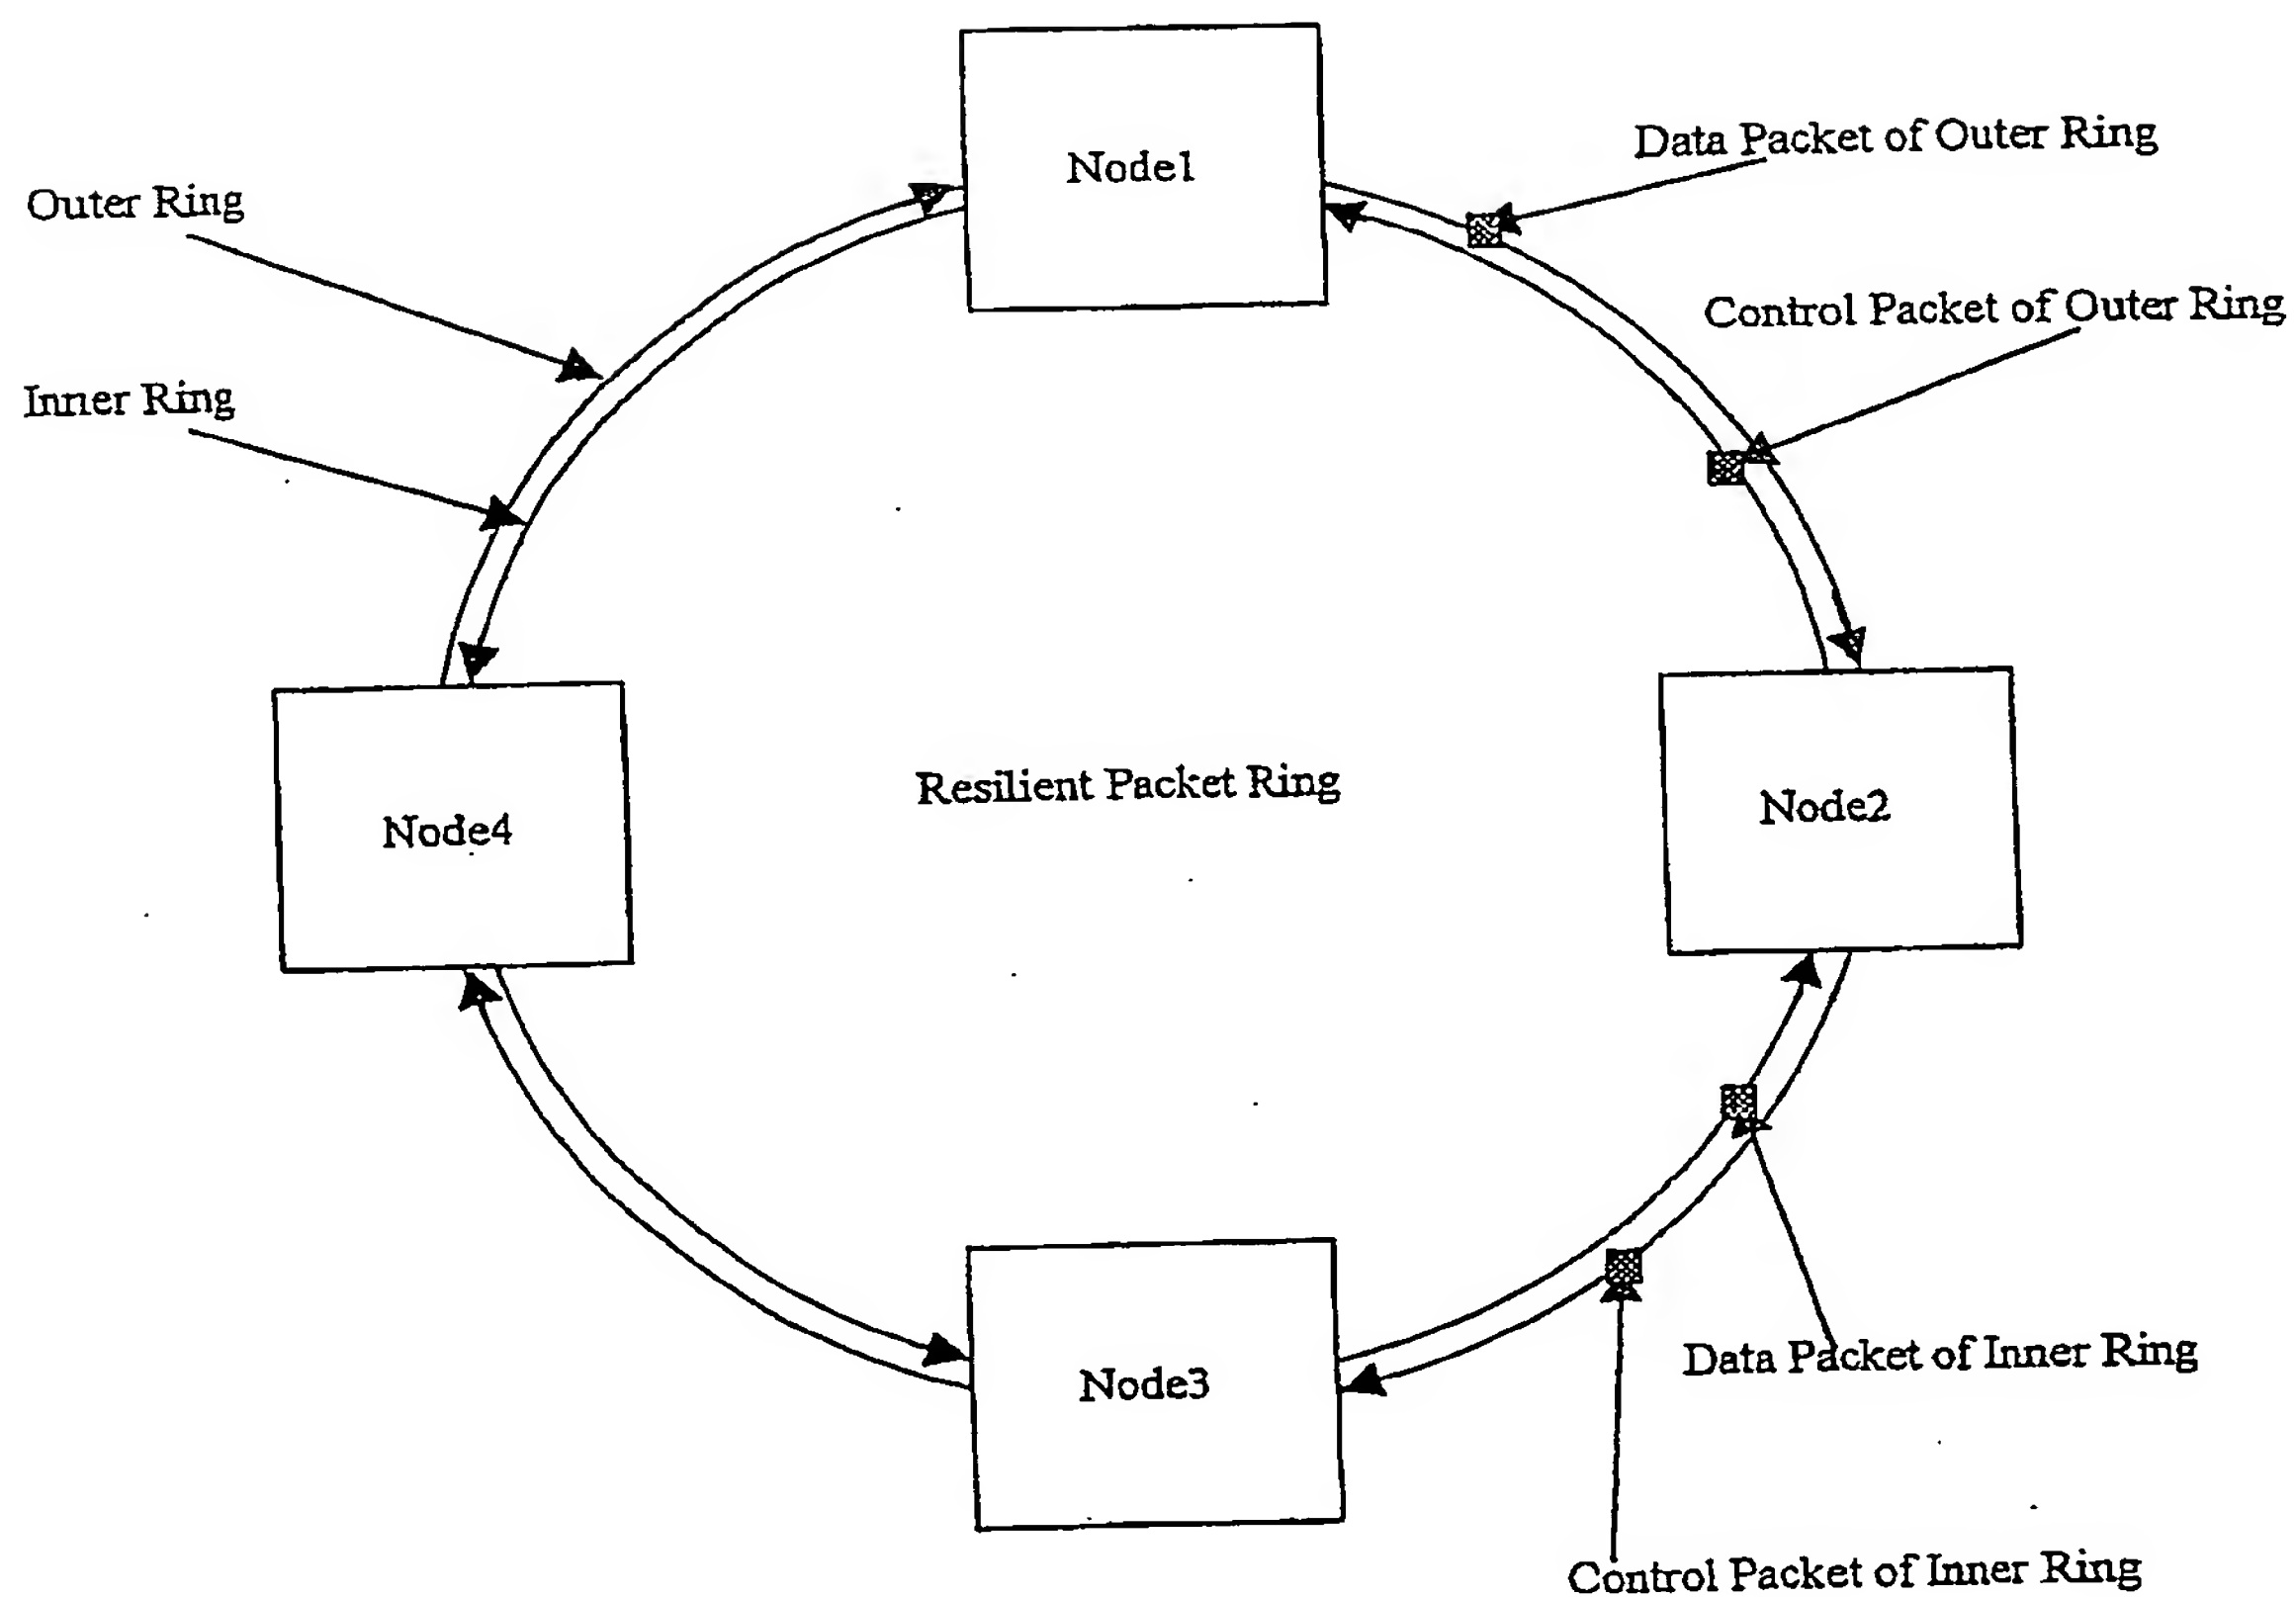 Node1
Data Packet of Outer Ring
Outer Ring
Control Packet of Outer Ring
Inner Ring
Resilient Packet Ring
Node2
Node4
Data Packet of Inner Ring
Node3
Control Packet of Inner Ring